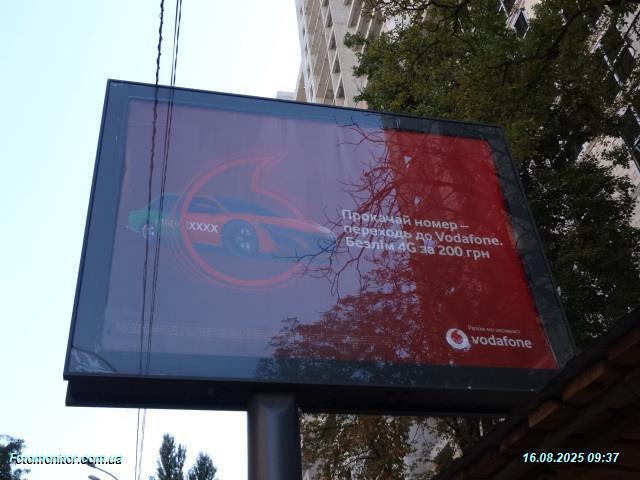 XXXX
Прокачай номер –
переходь до Vodafone.
Безлім 4G за 200 грн
Разом ми можемо
vodafone
Fotomonitor.com.ua
16.08.2025 09:37